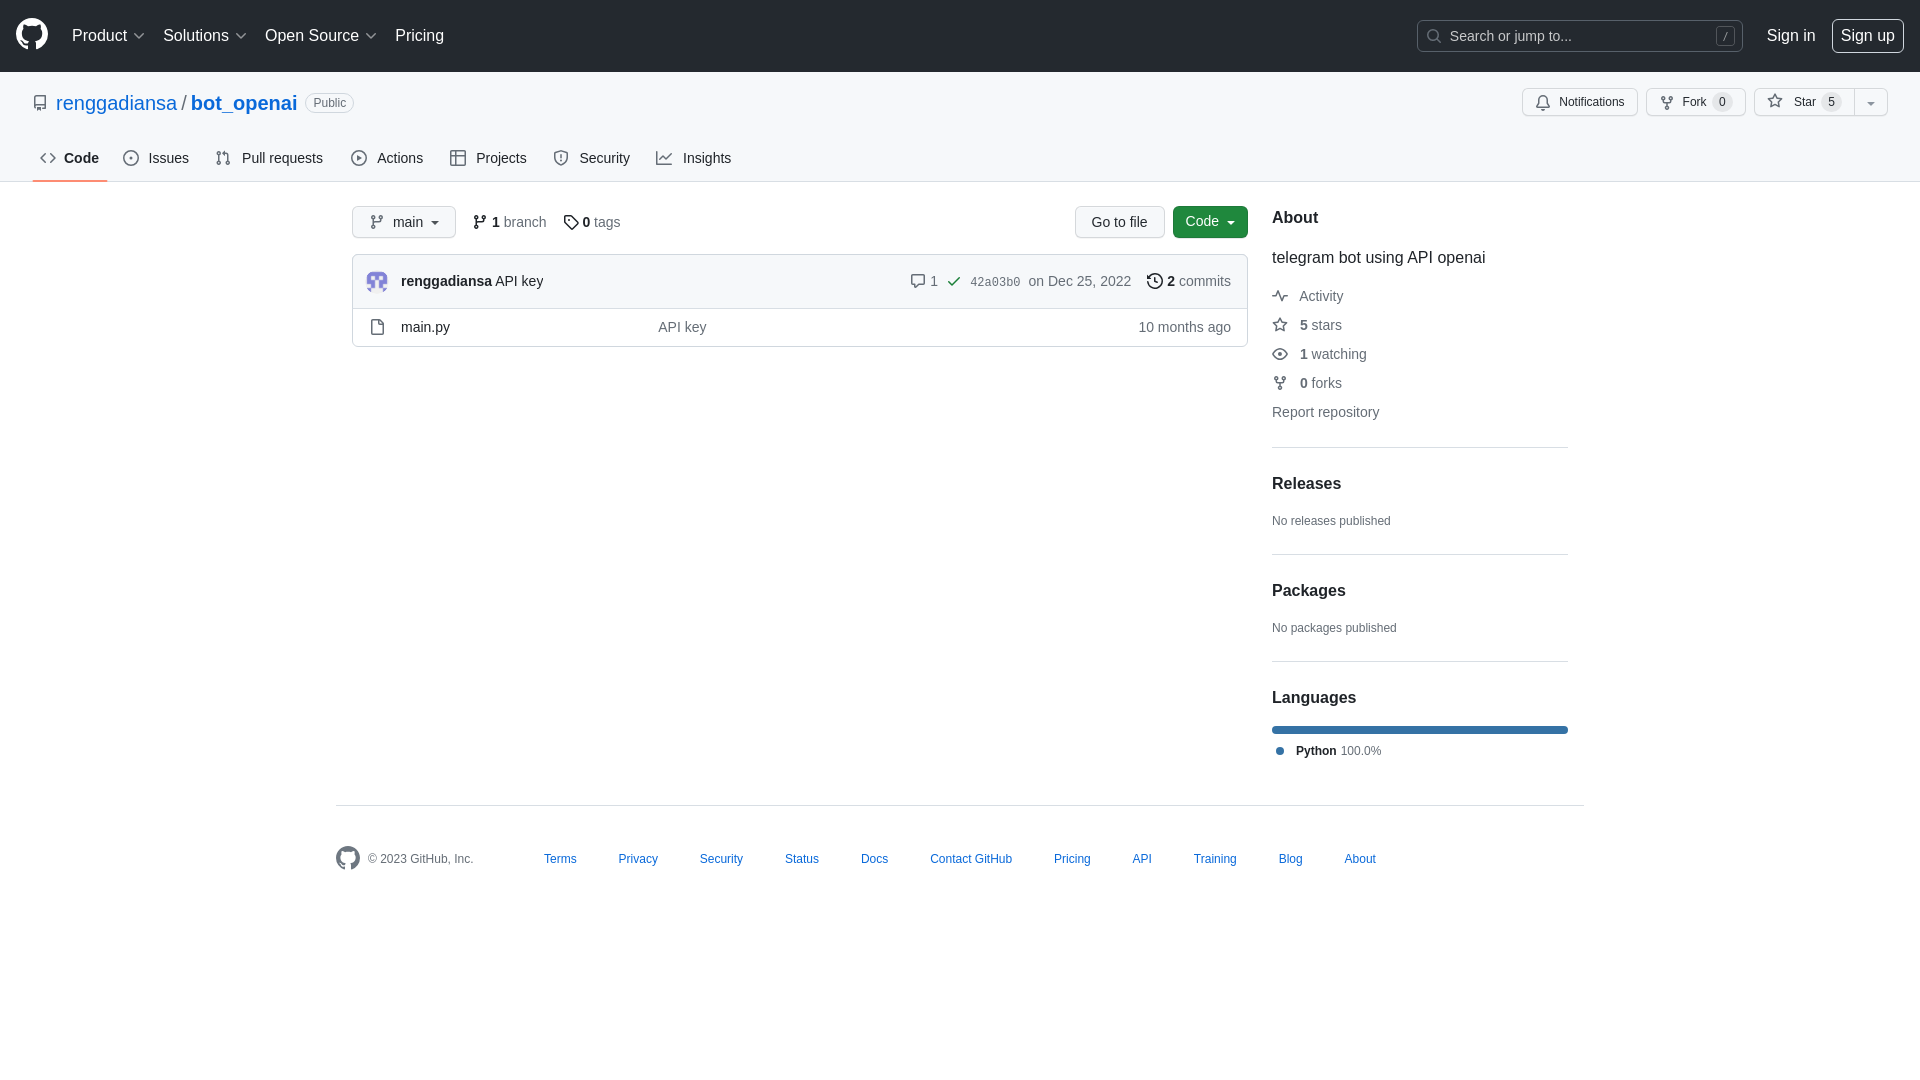 Product Solutions Open Source Pricing Search or jump to... / Sign in Sign up
renggadiansa / bot_openai Public Notifications Fork 0 Star 5
Code Issues Pull requests Actions Projects Security Insights
main 1 branch 0 tags Go to file Code
renggadiansa API key 1 42a03b0 on Dec 25, 2022 2 commits
main.py API key 10 months ago
About
telegram bot using API openai
Activity
5 stars
1 watching
0 forks
Report repository
Releases
No releases published
Packages
No packages published
Languages
Python 100.0%
© 2023 GitHub, Inc. Terms Privacy Security Status Docs Contact GitHub Pricing API Training Blog About